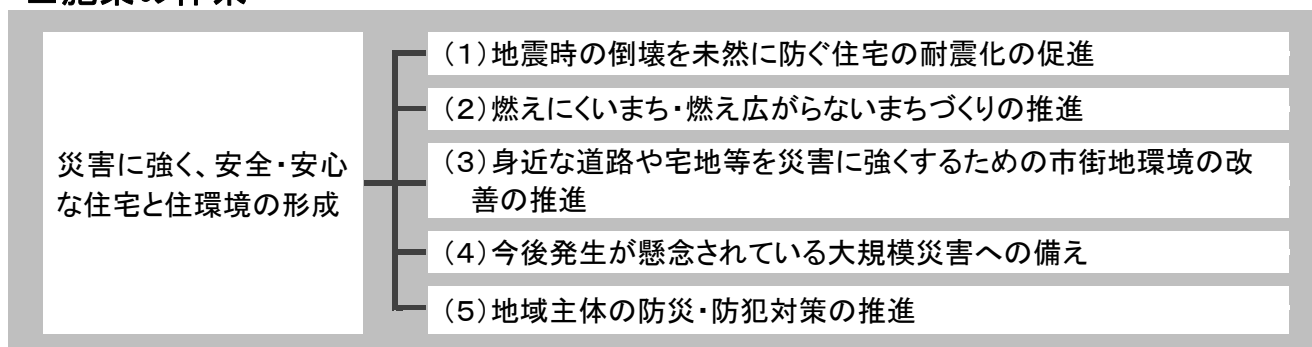 災害に強く、安全・安心
な住宅と住環境の形成
(1)地震時の倒壊を未然に防ぐ住宅の耐震化の促進
(2)燃えにくいまち・燃え広がらないまちづくりの推進
(3)身近な道路や宅地等を災害に強くするための市街地環境の改
善の推進
(4)今後発生が懸念されている大規模災害への備え
(5)地域主体の防災・防犯対策の推進